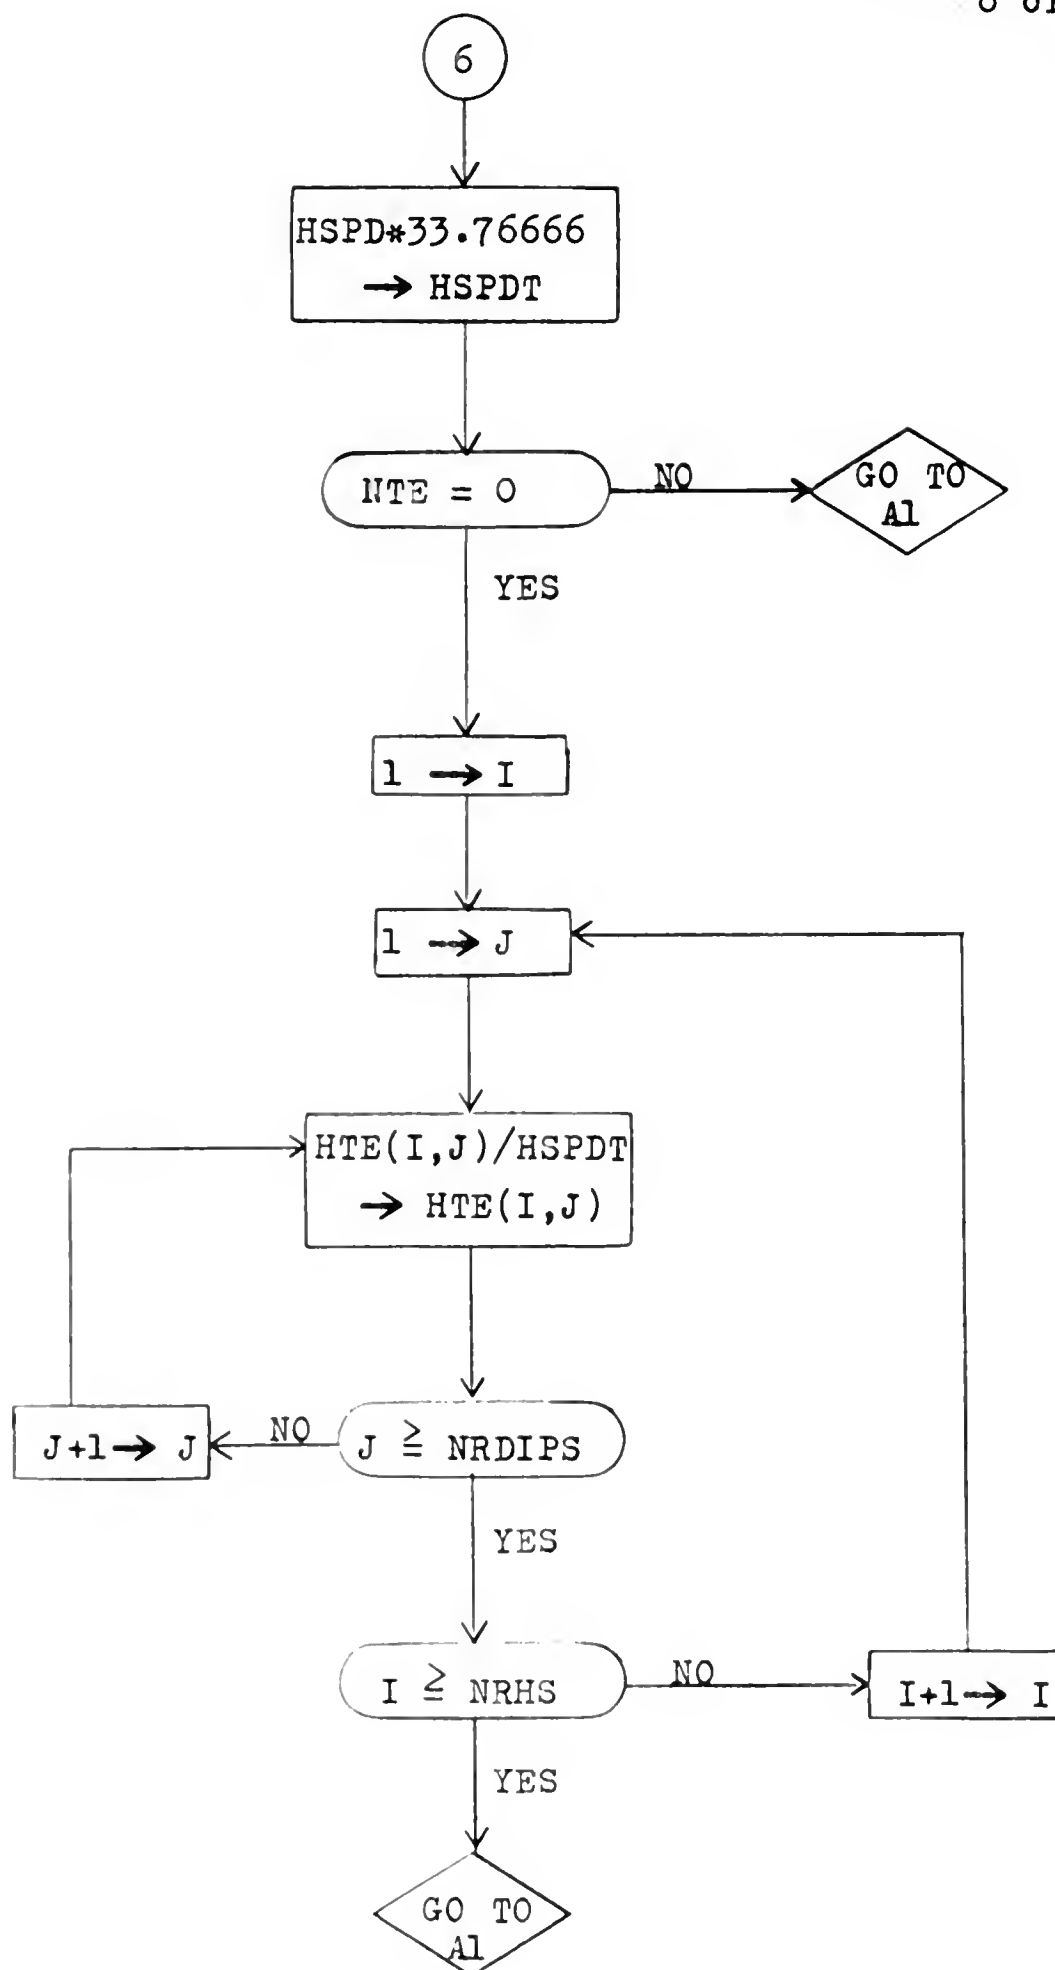 6
HSPD*33.76666
→ HSPDT
NTE = 0
NO
GO TO
A1
YES
1 → I
1 → J
HTE(I,J)/HSPDT
→ HTE(I,J)
J+1→ J
NO
J ≧ NRDIPS
YES
I ≧ NRHS
NO
I+1→ I
YES
GO TO
A1